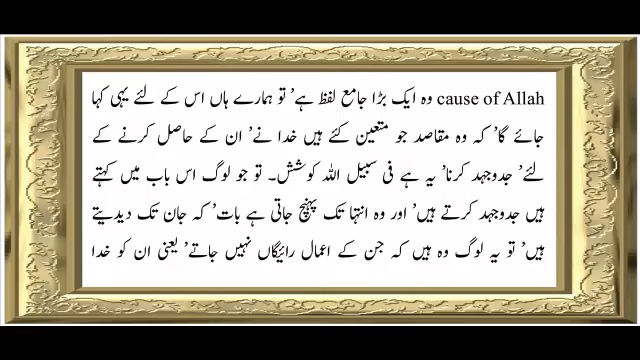 cause of Allah وہ ایک بڑا جامع لفظ ہے’ تو ہمارے ہاں اس کے لئے یہی کہا
جائے گا’ کہ وہ مقاصد جو متعین کئے ہیں خدا نے’ ان کے حاصل کرنے کے
لئے’ جدوجہد کرنا’ یہ ہے فی سبیل اللہ کوشش۔ تو جو لوگ اس باب میں کہتے
ہیں جدوجہد کرتے ہیں’ اور وہ انتہا تک پہنچ جاتی ہے بات’ کہ جان تک دیدیتے
ہیں’ تو یہ لوگ وہ ہیں کہ جن کے اعمال رائیگاں نہیں جاتے’ یعنی ان کو خدا